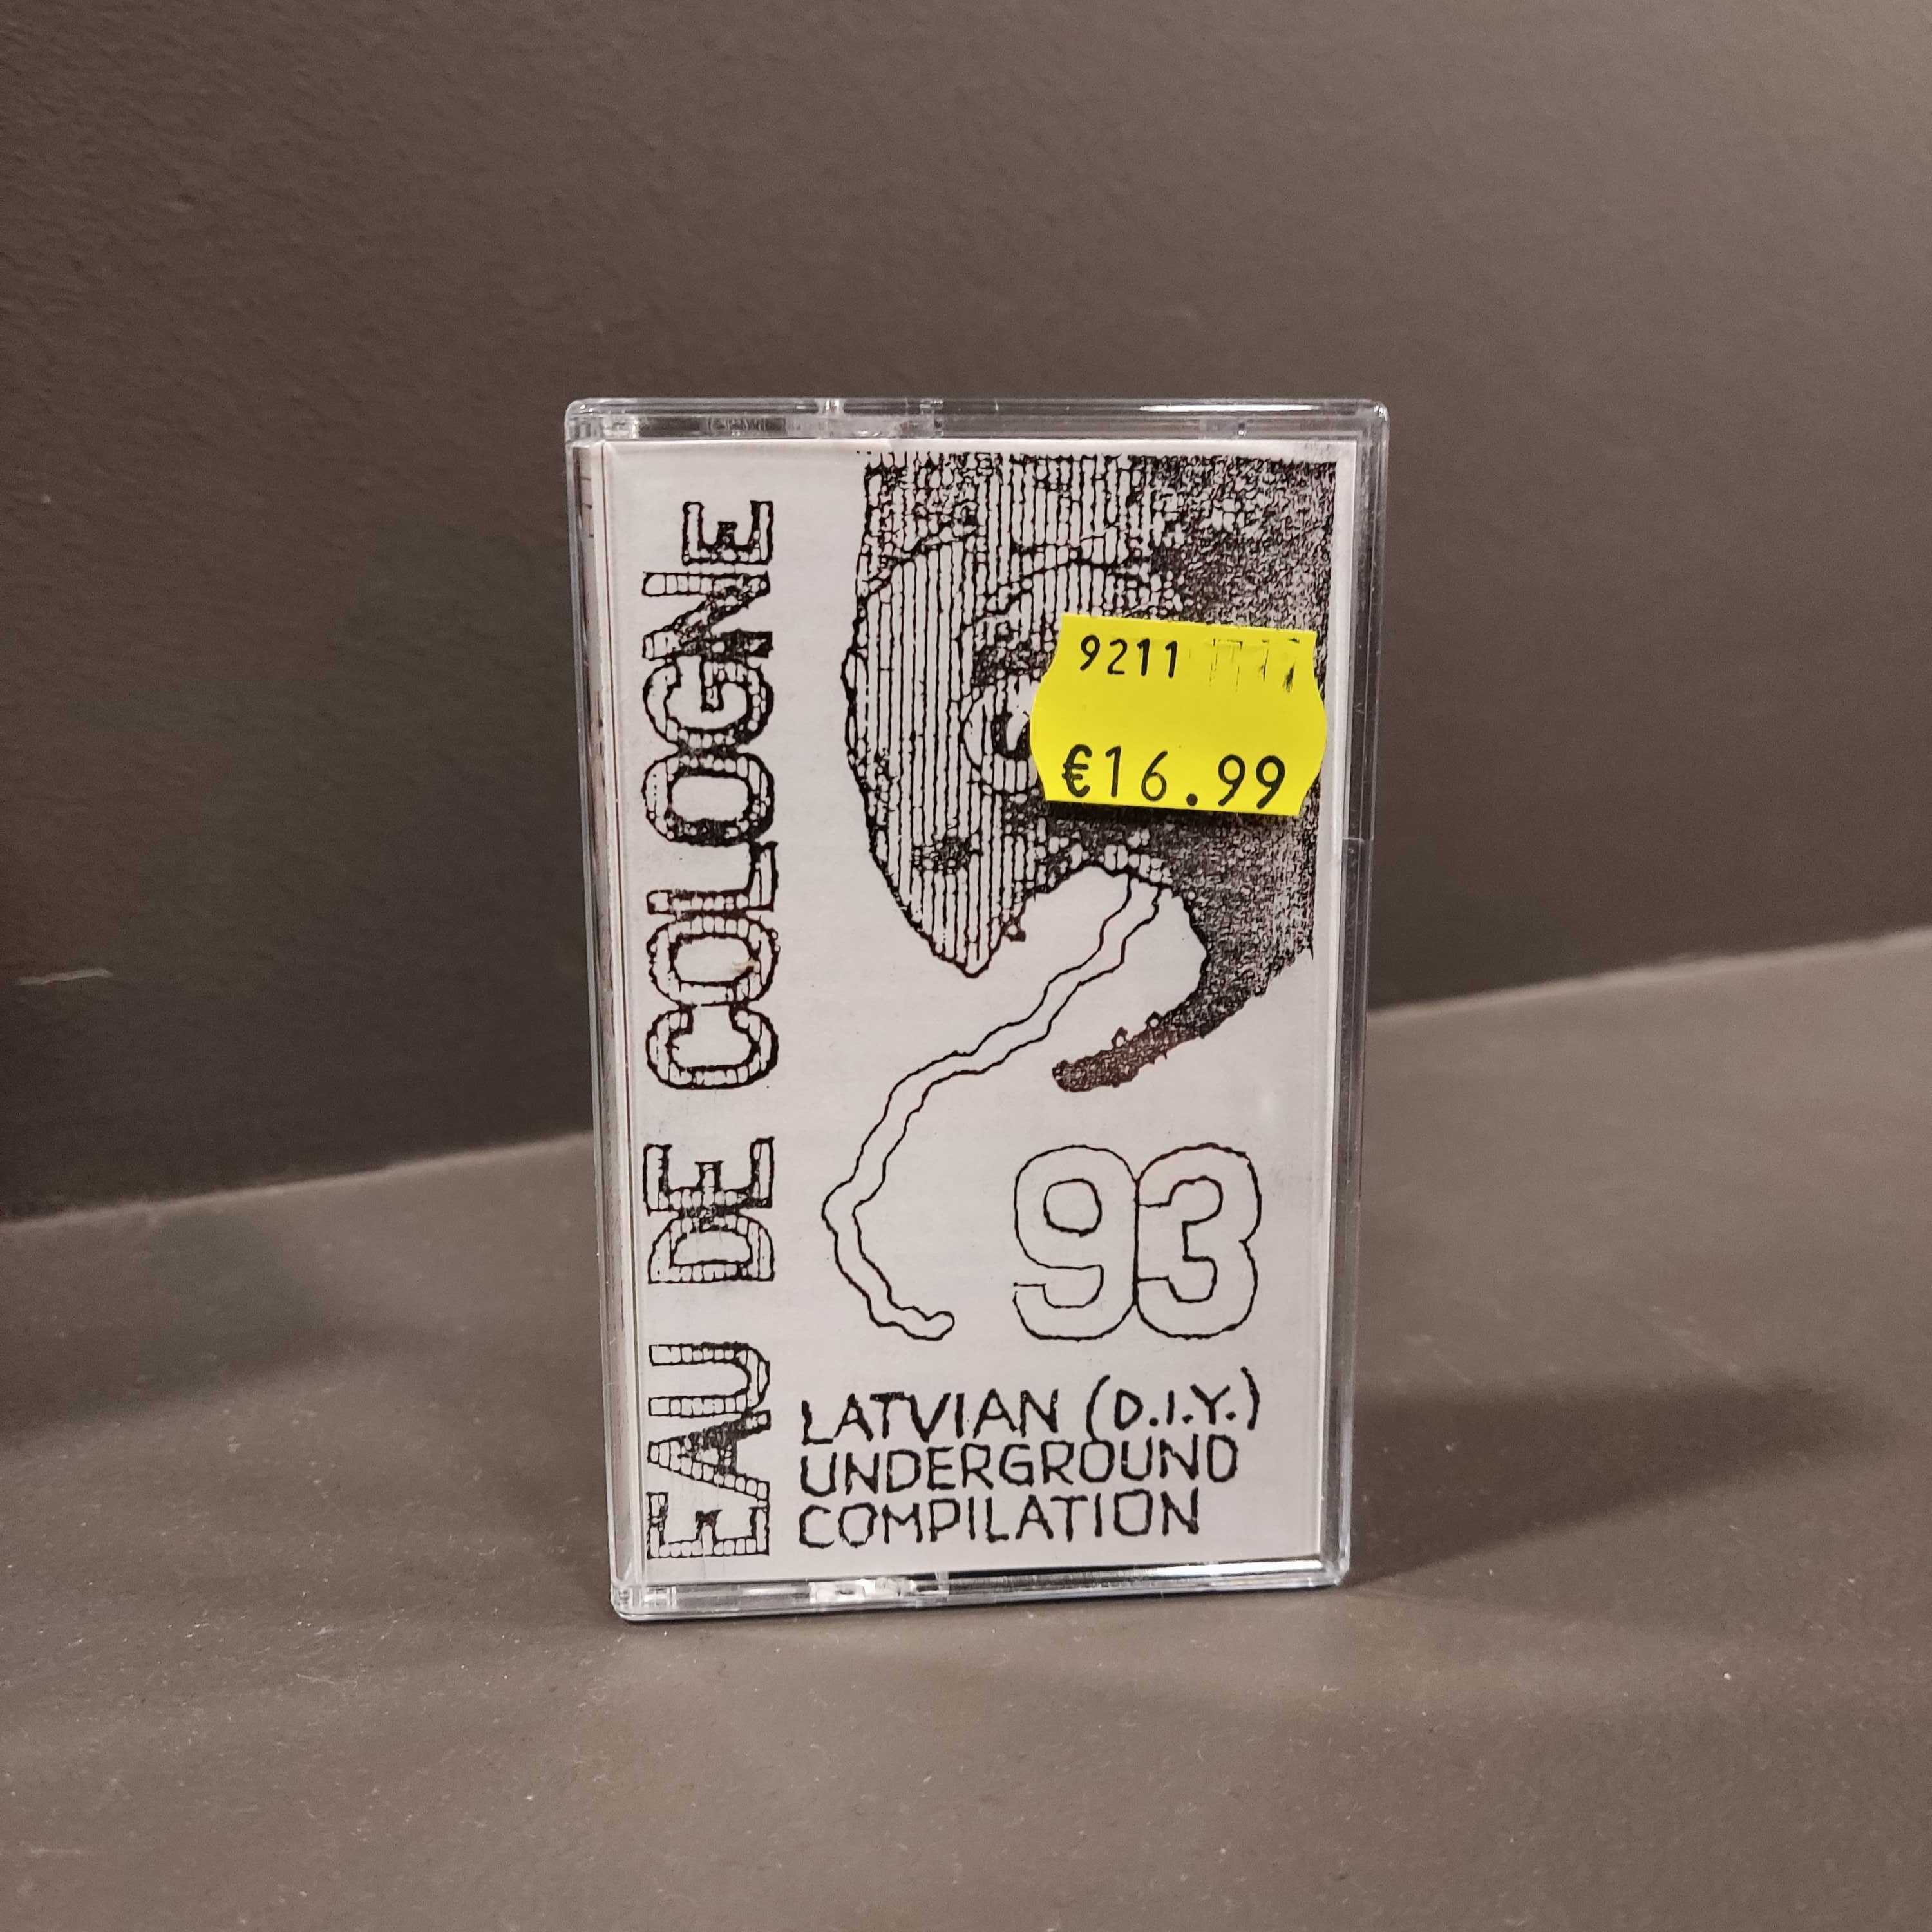 EAU DE COLOGNE
9211
€16.99
93
LATVIAN (D.I.Y.)
UNDERGROUND
COMPILATION